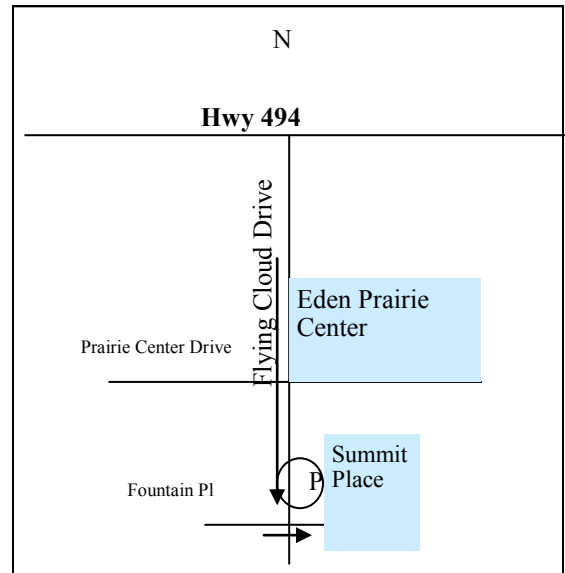 N
Hwy 494
Flying Cloud Drive
Eden Prairie
Center
Prairie Center Drive
Summit
Place
P
Fountain Pl